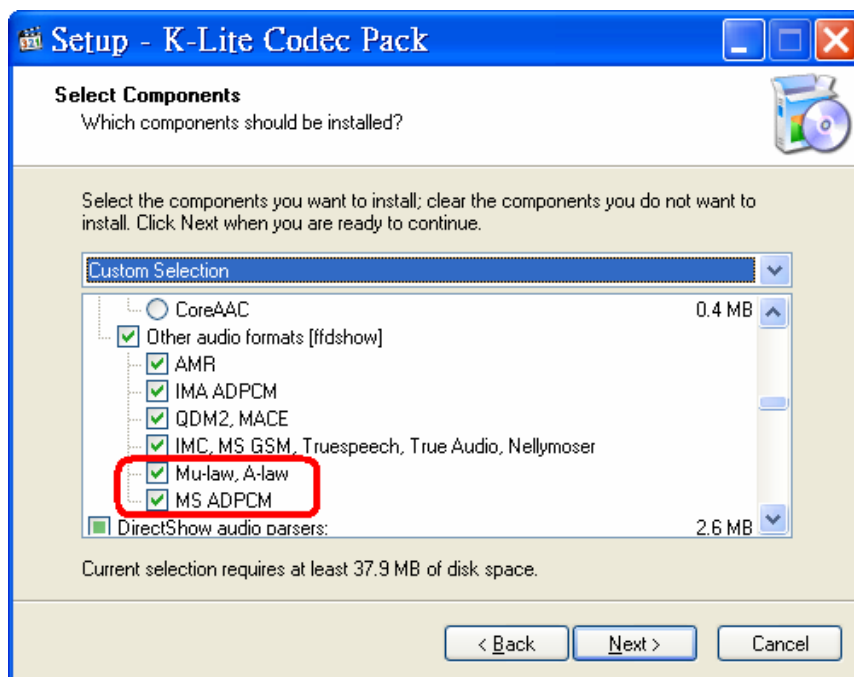 Setup - K-Lite Codec Pack
Select Components
Which components should be installed?
Select the components you want to install; clear the components you do not want to
install. Click Next when you are ready to continue.
Custom Selection
CoreAAC 0.4 MB
Other audio formats [ffdshow]
AMR
IMA ADPCM
QDM2, MACE
IMC, MS GSM, Truespeech, True Audio, Nellymoser
Mu-law, A-law
MS ADPCM
DirectShow audio parsers: 2.6 MB
Current selection requires at least 37.9 MB of disk space.
< Back Next > Cancel